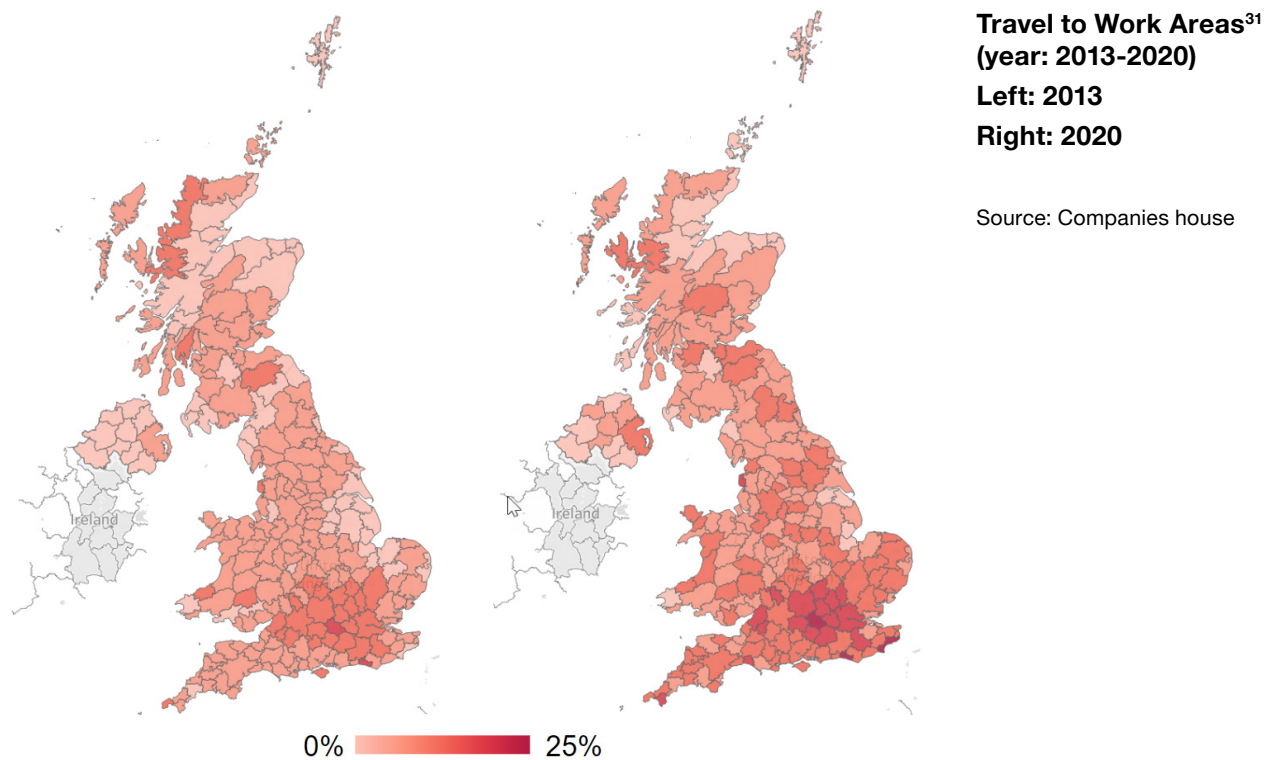 Travel to Work Areas³¹
(year: 2013-2020)
Left: 2013
Right: 2020
Source: Companies house
Ireland
Ireland
0%
25%